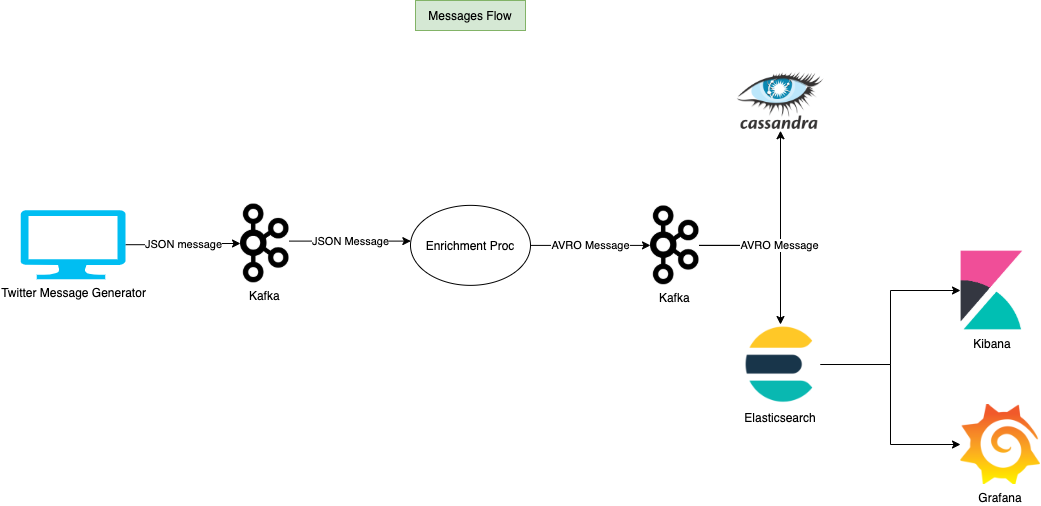 Messages Flow
cassandra
JSON message
JSON Message
Enrichment Proc
AVRO Message
AVRO Message
Twitter Message Generator
Kafka
Kafka
Kibana
Elasticsearch
Grafana